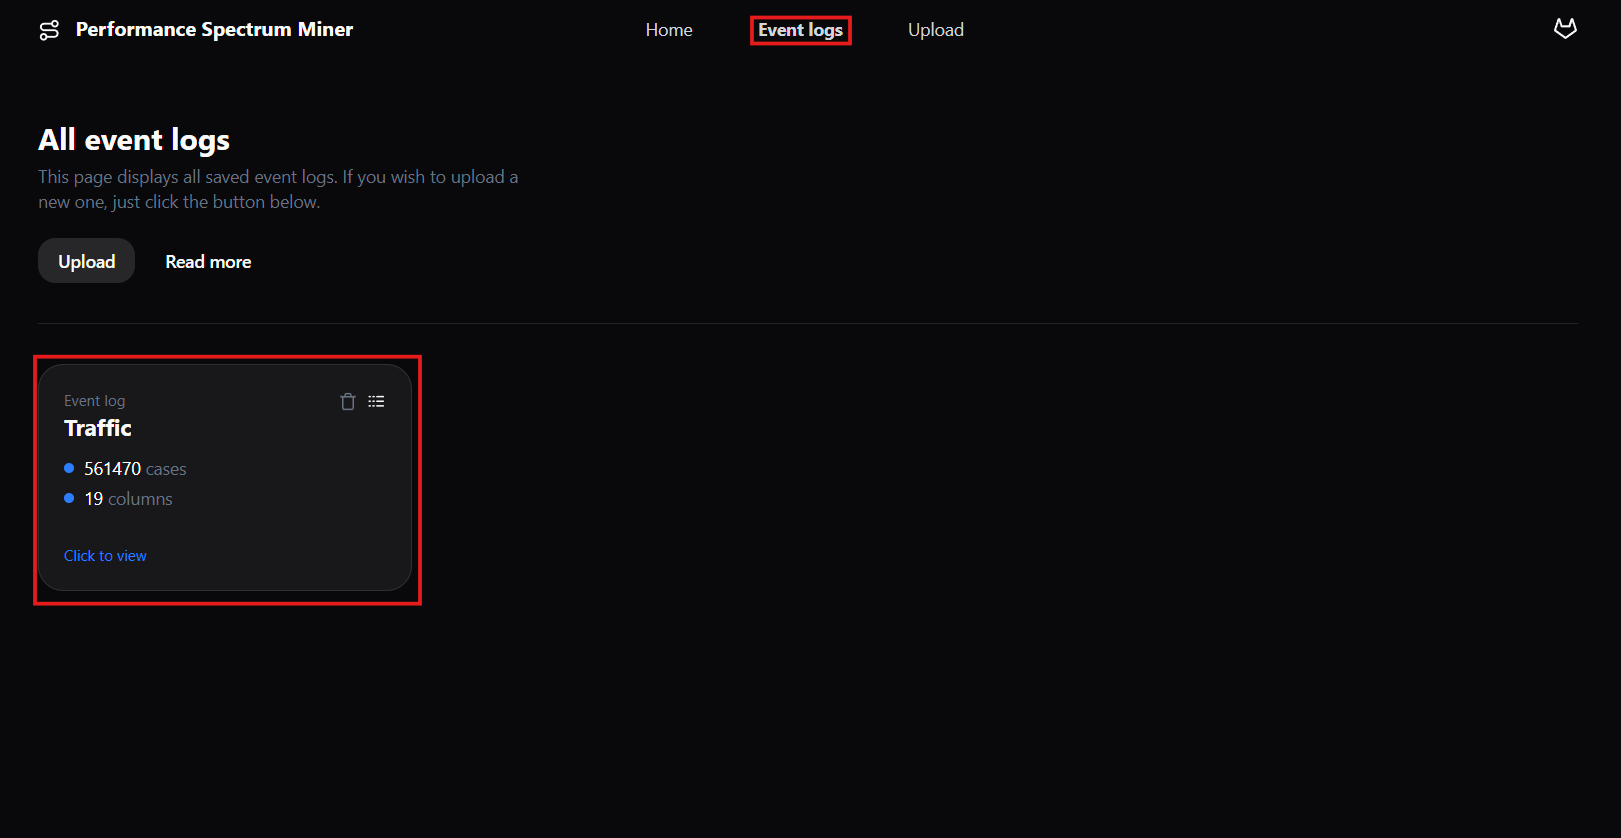 Performance Spectrum Miner
Home
Event logs
Upload
All event logs
This page displays all saved event logs. If you wish to upload a
new one, just click the button below.
Upload
Read more
Event log
Traffic
561470 cases
19 columns
Click to view